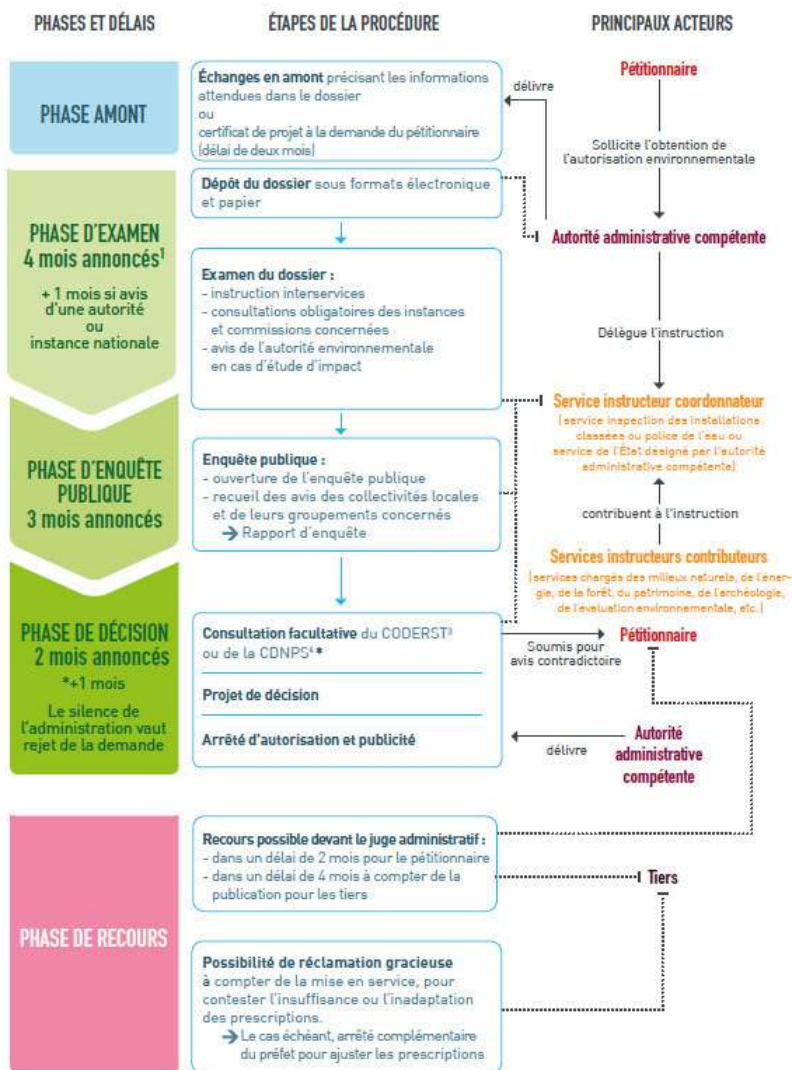 PHASES ET DÉLAIS
ÉTAPES DE LA PROCÉDURE
PRINCIPAUX ACTEURS
PHASE AMONT
Échanges en amont précisant les informations
attendues dans le dossier
ou
certificat de projet à la demande du pétitionnaire
(délai de deux mois)
délivre
Pétitionnaire
Sollicite l'obtention de
l'autorisation environnementale
PHASE D'EXAMEN
4 mois annoncés¹
+ 1 mois si avis
d'une autorité
ou
instance nationale
Dépôt du dossier sous formats électronique
et papier
Autorité administrative compétente
Examen du dossier :
- instruction interservices
- consultations obligatoires des instances
et commissions concernées
- avis de l'autorité environnementale
en cas d'étude d'impact
Délègue l'instruction
Service instructeur coordonnateur
(service inspection des installations
classées ou police de l'eau ou
service de l'État désigné par l'autorité
administrative compétente)
PHASE D'ENQUÊTE
PUBLIQUE
3 mois annoncés
Enquête publique :
- ouverture de l'enquête publique
- recueil des avis des collectivités locales
et de leurs groupements concernés
→ Rapport d'enquête
contribuent à l'instruction
Services instructeurs contributeurs
(services chargés des milieux naturels, de l'éner-
gie, de la forêt, du patrimoine, de l'archéologie,
de l'évaluation environnementale, etc.)
PHASE DE DÉCISION
2 mois annoncés
*+1 mois
Le silence de
l'administration vaut
rejet de la demande
Consultation facultative du CODERST³
ou de la CDNPS⁴ *
Projet de décision
Arrêté d'autorisation et publicité
Soumis pour
avis contradictoire
Pétitionnaire
délivre
Autorité
administrative
compétente
PHASE DE RECOURS
Recours possible devant le juge administratif :
- dans un délai de 2 mois pour le pétitionnaire
- dans un délai de 4 mois à compter de la
publication pour les tiers
Tiers
Possibilité de réclamation gracieuse
à compter de la mise en service, pour
contester l'insuffisance ou l'inadaptation
des prescriptions.
→ Le cas échéant, arrêté complémentaire
du préfet pour ajuster les prescriptions